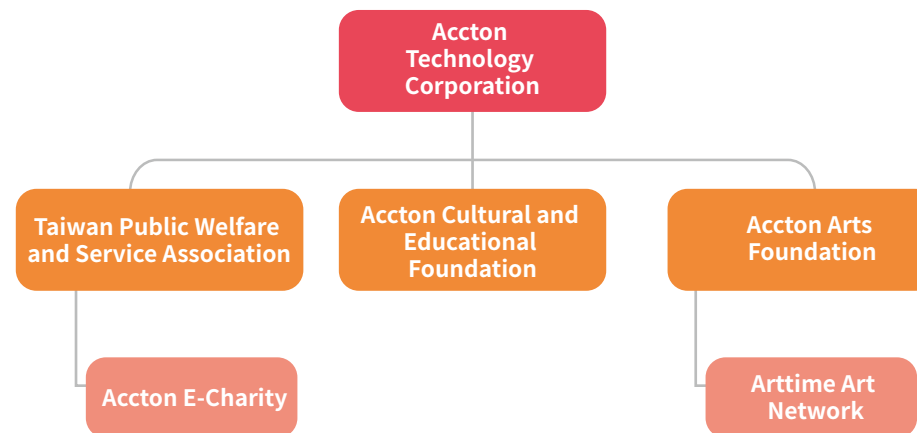 Accton
Technology
Corporation
Taiwan Public Welfare
and Service Association
Accton Cultural and
Educational
Foundation
Accton Arts
Foundation
Accton E-Charity
Arttime Art
Network